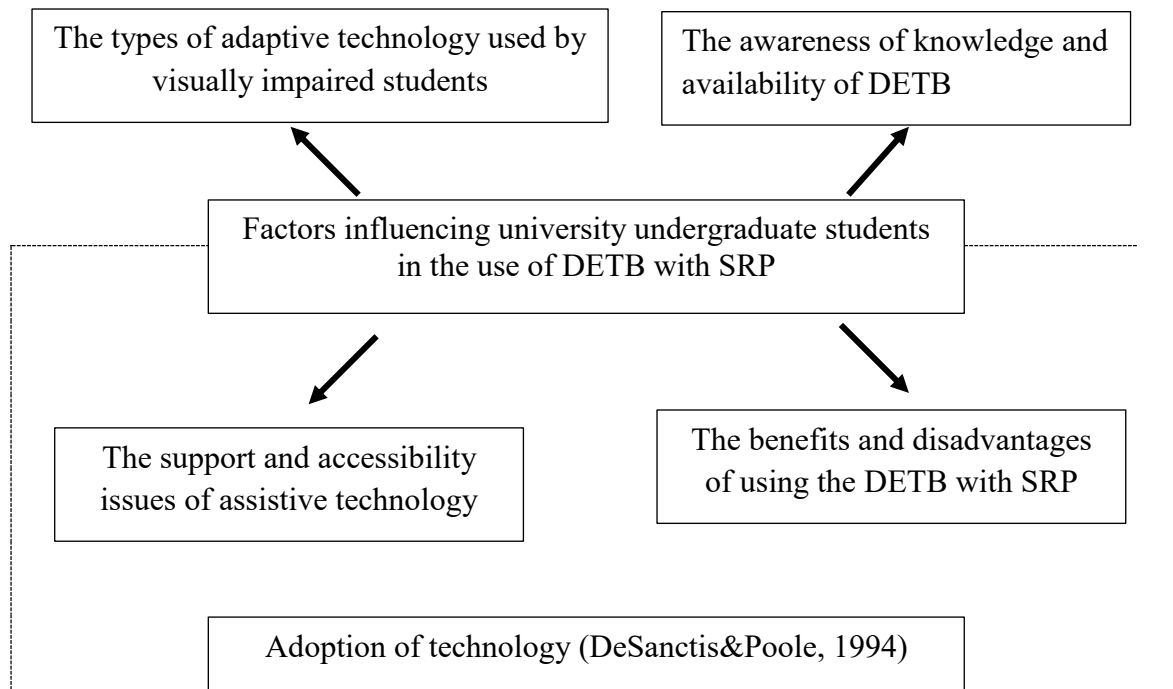 The types of adaptive technology used by
visually impaired students
The awareness of knowledge and
availability of DETB
Factors influencing university undergraduate students
in the use of DETB with SRP
The support and accessibility
issues of assistive technology
The benefits and disadvantages
of using the DETB with SRP
Adoption of technology (DeSanctis&Poole, 1994)